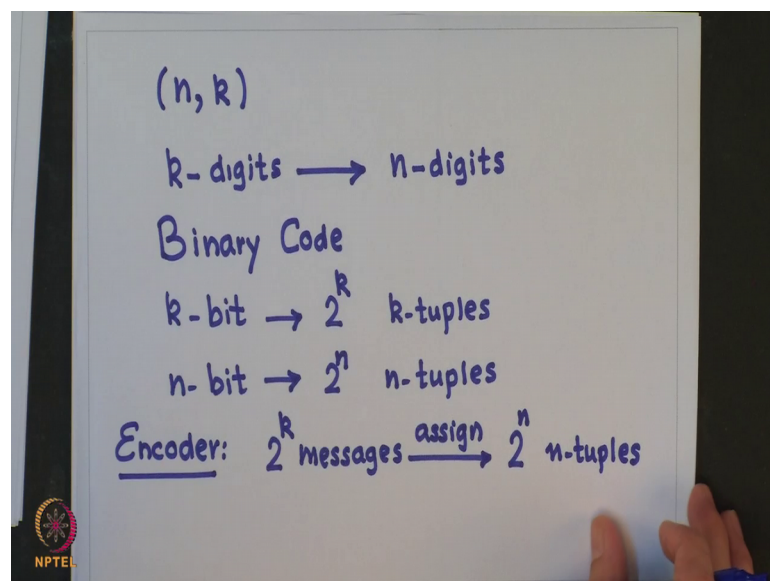 (n, k)
k-digits → n-digits
Binary Code
k-bit → 2^k k-tuples
n-bit → 2^n n-tuples
Encoder: 2^k messages assign → 2^n n-tuples
NPTEL